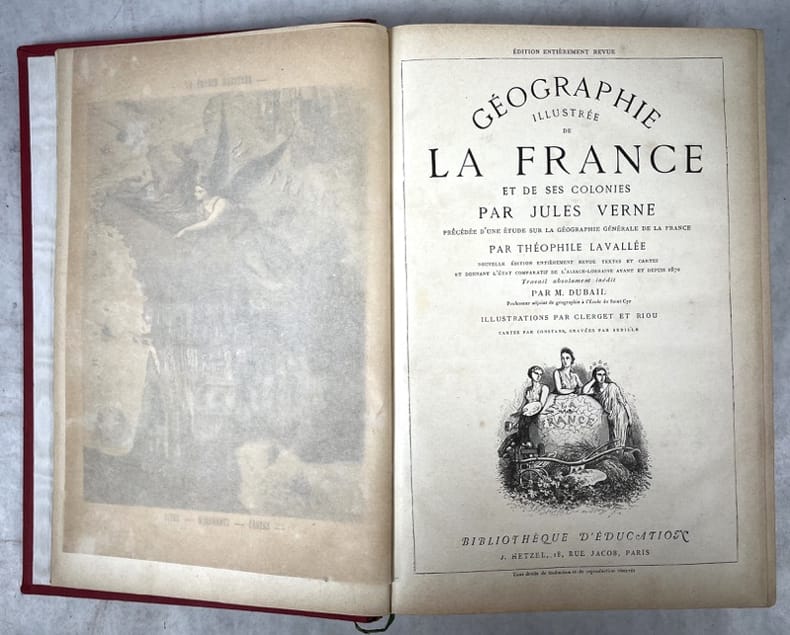 ÉDITION ENTIÈREMENT REVUE
GÉOGRAPHIE
ILLUSTRÉE
DE
LA FRANCE
ET DE SES COLONIES
PAR JULES VERNE
PRÉCÉDÉE D'UNE ÉTUDE SUR LA GÉOGRAPHIE GÉNÉRALE DE LA FRANCE
PAR THÉOPHILE LAVALLÉE
NOUVELLE ÉDITION ENTIÈREMENT REVUE TEXTES ET CARTES
ET DONNANT L'ÉTAT COMPARATIF DE L'ALSACE-LORRAINE AVANT ET DEPUIS 1870
Travail absolument inédit
PAR M. DUBAIL
Professeur adjoint de géographie à l'École de Saint Cyr
ILLUSTRATIONS PAR CLERGET ET RIOU
CARTES PAR CONSTANS, GRAVÉES PAR
LA
FRANCE
BIBLIOTHÈQUE D'ÉDUCATION
J. HETZEL, 18, RUE JACOB, PARIS
Tous droits de traduction et de reproduction réservés